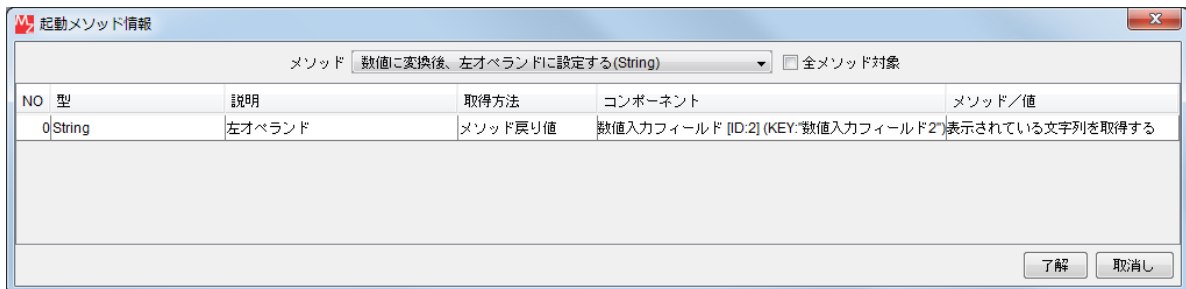 起動メソッド情報
メソッド 数値に変換後、左オペランドに設定する(String) 全メソッド対象
NO 型 説明 取得方法 コンポーネント メソッド／値
0 String 左オペランド メソッド戻り値 数値入力フィールド [ID:2] (KEY:"数値入力フィールド2") 表示されている文字列を取得する
了解 取消し